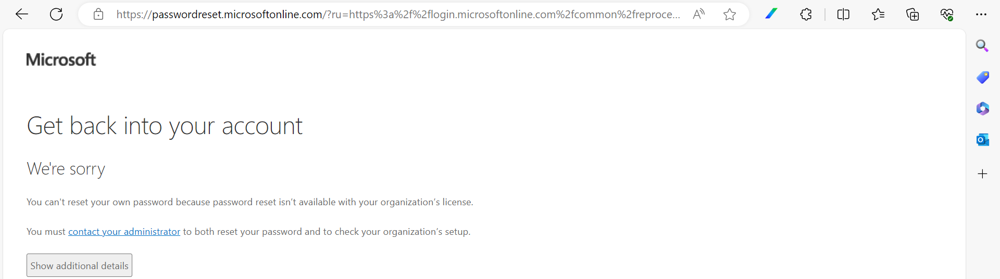 https://passwordreset.microsoftonline.com/?ru=https%3a%2f%2flogin.microsoftonline.com%2fcommon%2freproce...
Microsoft
Get back into your account
We're sorry
You can't reset your own password because password reset isn’t available with your organization’s license.
You must contact your administrator to both reset your password and to check your organization’s setup.
Show additional details